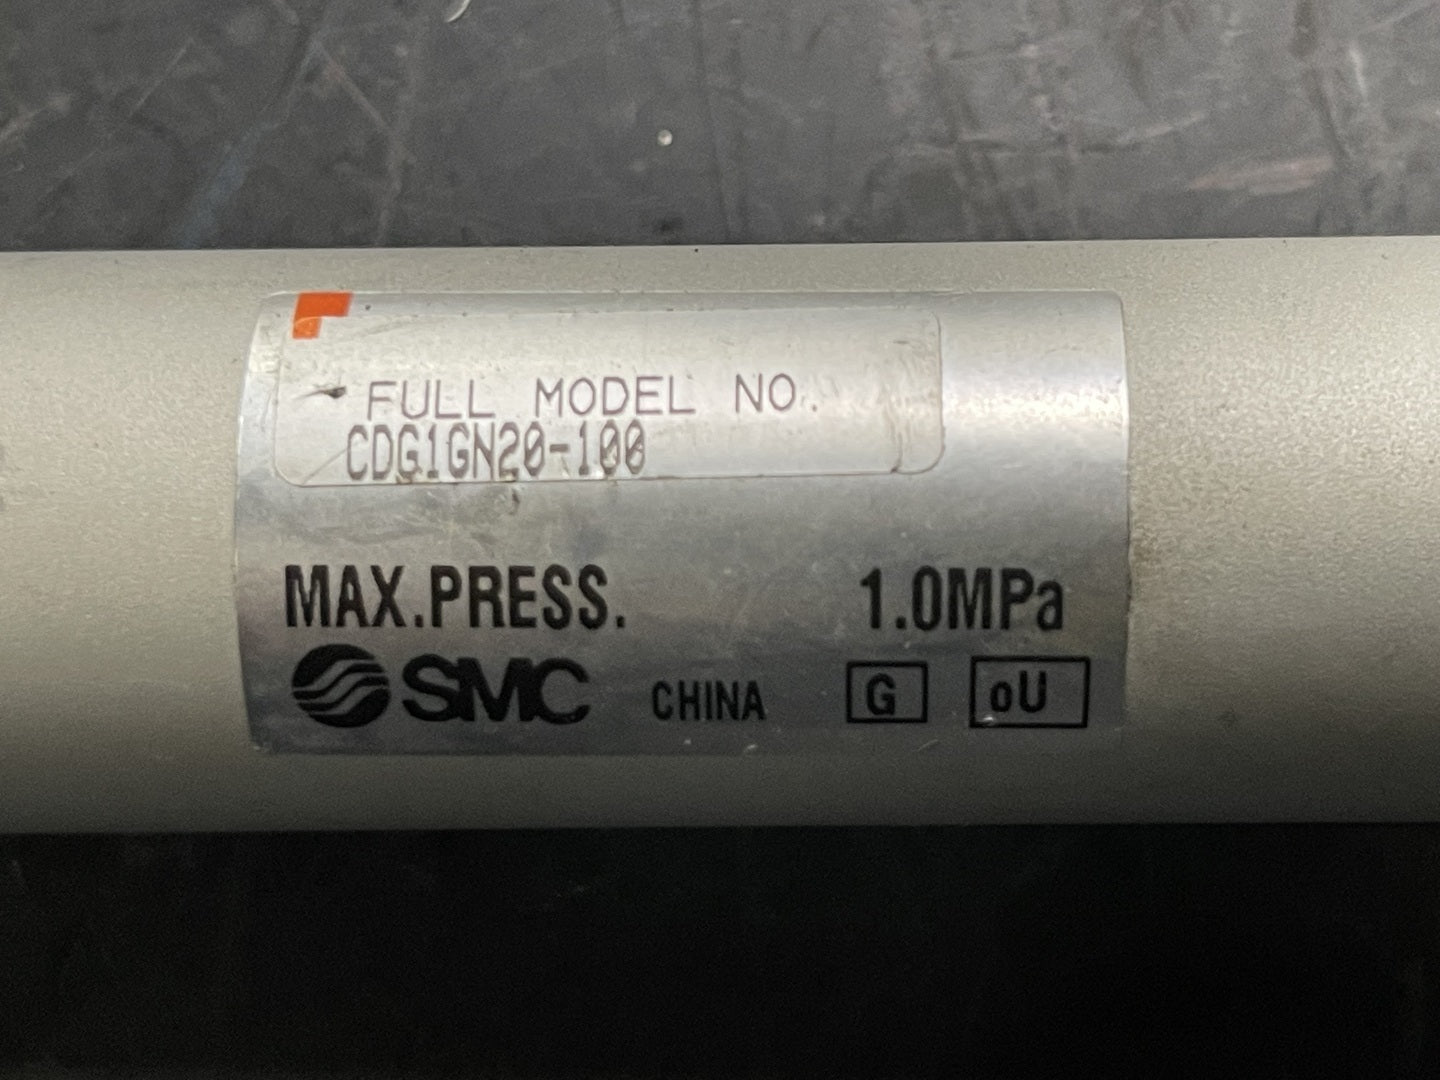 FULL MODEL NO.
CDG1GN20-100
MAX.PRESS. 1.0MPa
SMC CHINA G oU